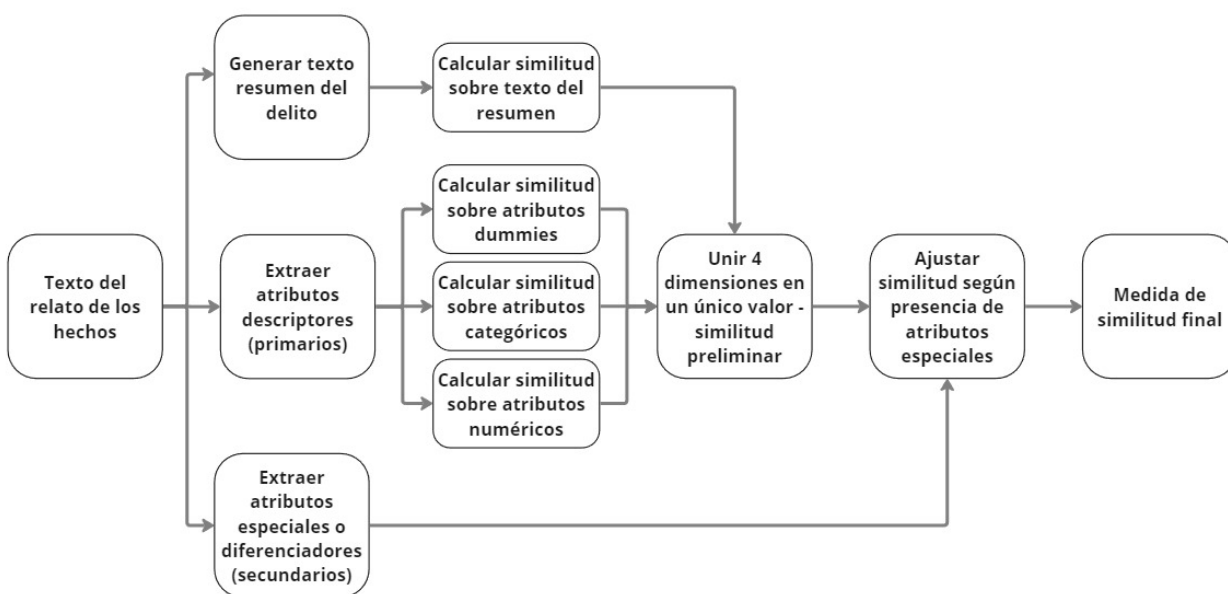 Texto del
relato de los
hechos
Generar texto
resumen del
delito
Calcular similitud
sobre texto del
resumen
Extraer
atributos
descriptores
(primarios)
Calcular similitud
sobre atributos
dummies
Calcular similitud
sobre atributos
categóricos
Calcular similitud
sobre atributos
numéricos
Extraer
atributos
especiales o
diferenciadores
(secundarios)
Unir 4
dimensiones en
un único valor -
similitud
preliminar
Ajustar
similitud según
presencia de
atributos
especiales
Medida de
similitud final